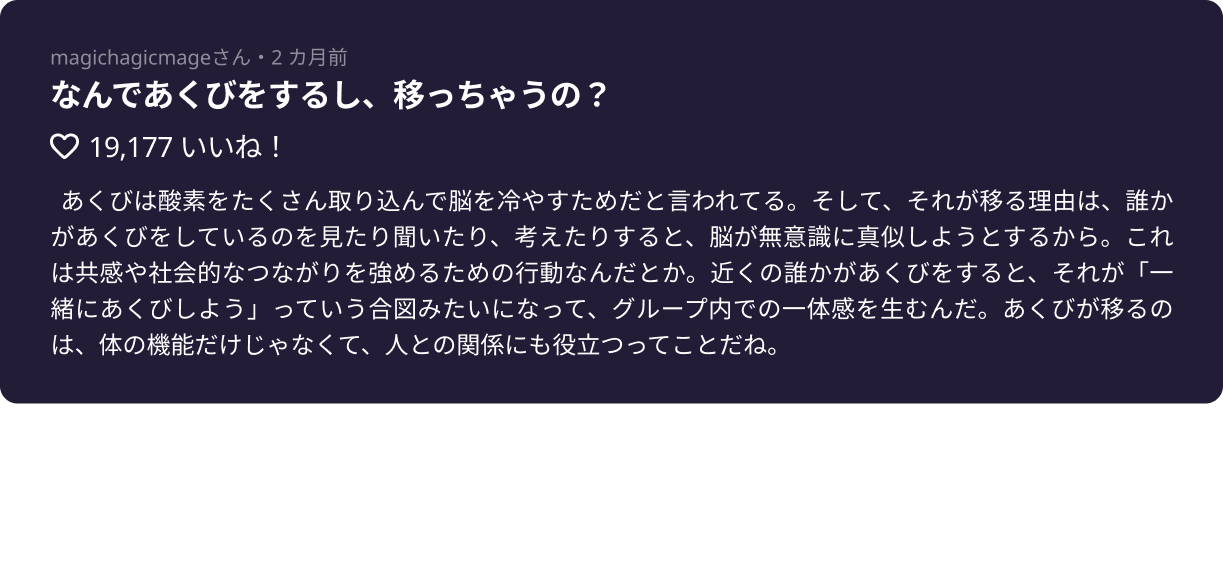 magichagicmageさん・2 カ月前
なんであくびをするし、移っちゃうの？
19,177 いいね！
あくびは酸素をたくさん取り込んで脳を冷やすためだと言われてる。そして、それが移る理由は、誰か
があくびをしているのを見たり聞いたり、考えたりすると、脳が無意識に真似しようとするから。これ
は共感や社会的なつながりを強めるための行動なんだとか。近くの誰かがあくびをすると、それが「一
緒にあくびしよう」っていう合図みたいになって、グループ内での一体感を生むんだ。あくびが移るの
は、体の機能だけじゃなくて、人との関係にも役立つってことだね。